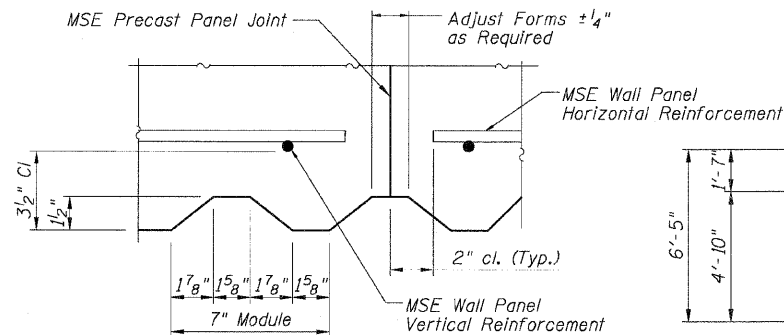 MSE Precast Panel Joint
Adjust Forms ±1/4"
as Required
MSE Wall Panel
Horizontal Reinforcement
3 1/2" Cl
1 1/2"
1'-7"
6'-5"
4'-10"
2" cl. (Typ.)
1 7/8"
1 5/8"
1 7/8"
1 5/8"
7" Module
MSE Wall Panel
Vertical Reinforcement